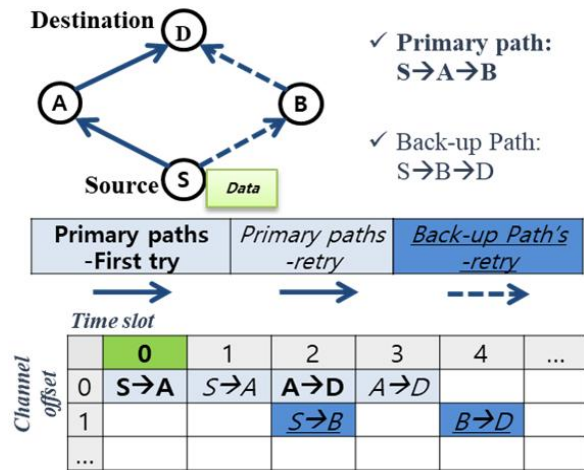 Destination
D
A
B
Source
S
Data
✓ Primary path:
S→A→B
✓ Back-up Path:
S→B→D
Primary paths
-First try
Primary paths
-retry
Back-up Path's
-retry
Time slot
Channel
offset
0 1 2 3 4 ...
0 S→A S→A A→D A→D
1 S→B B→D
...